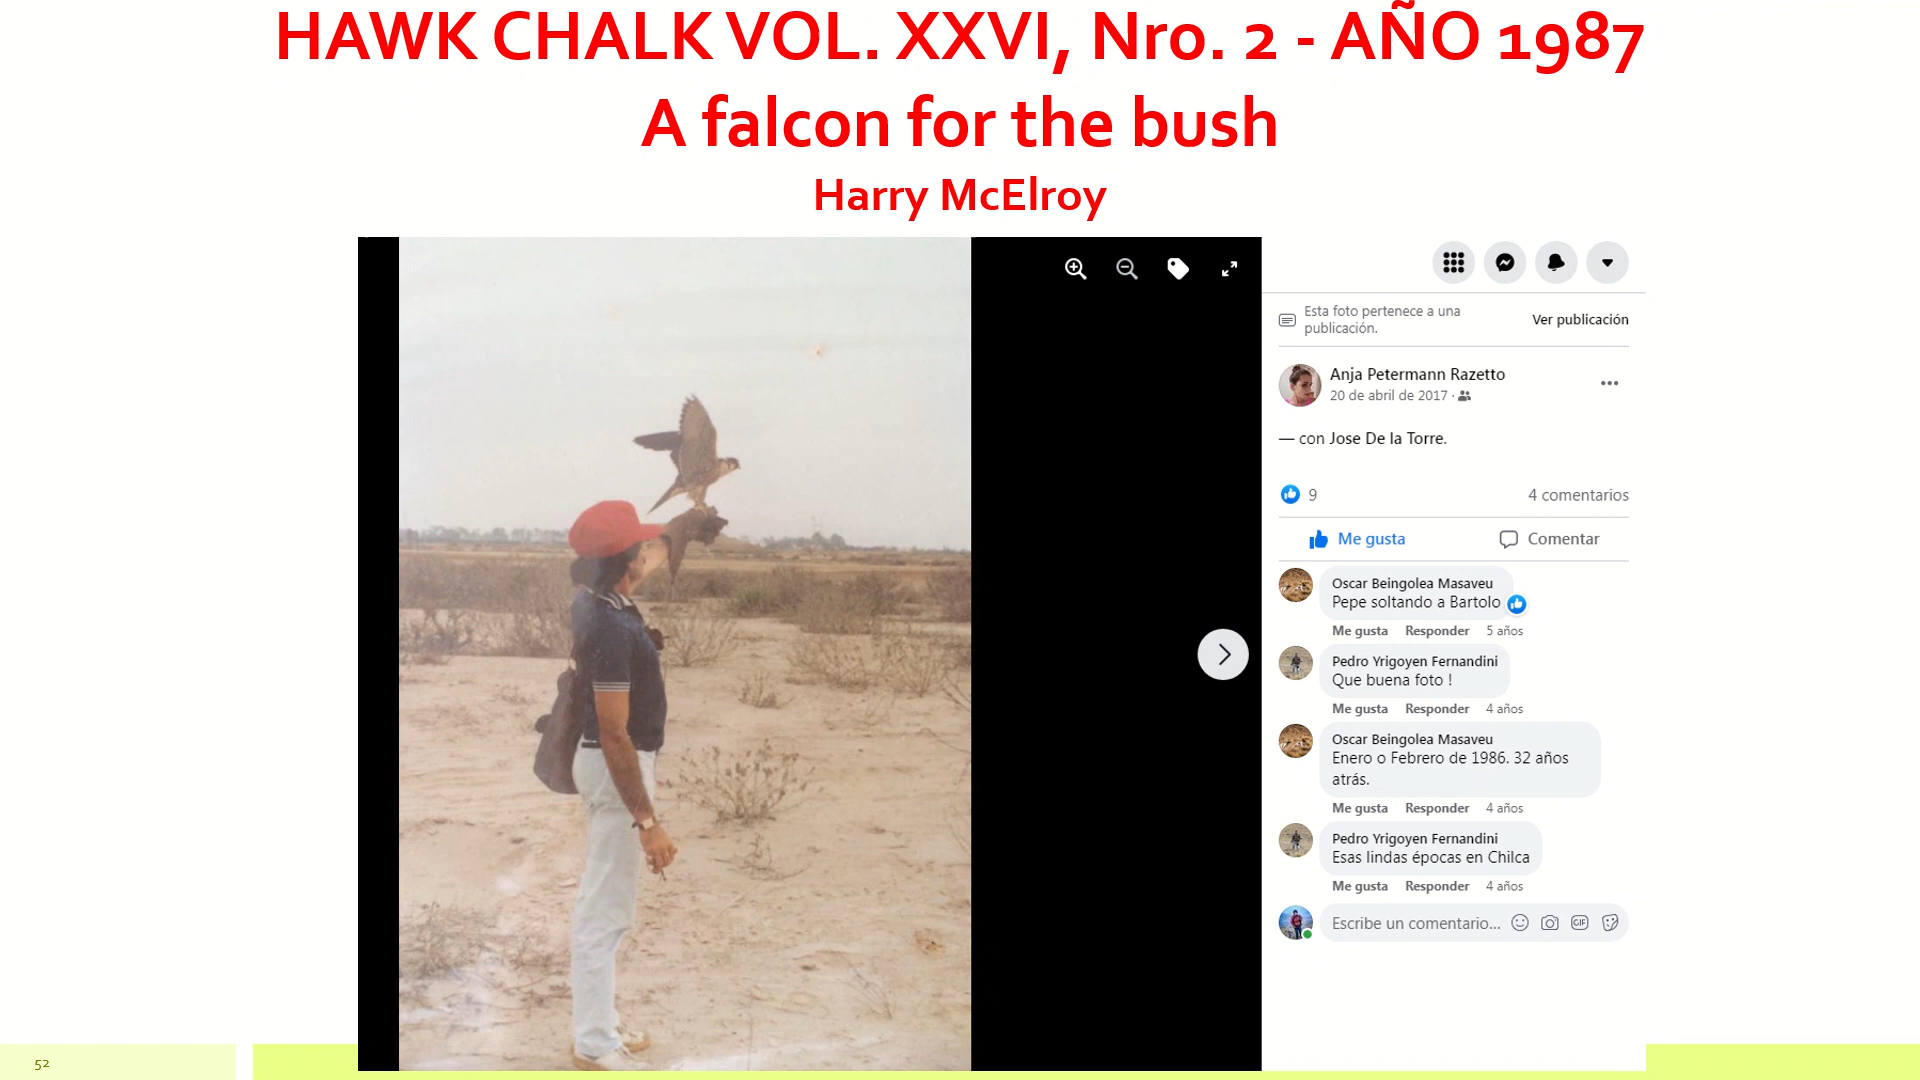 HAWK CHALK VOL. XXVI, Nro. 2 - AÑO 1987
A falcon for the bush
Harry McElroy
Esta foto pertenece a una
publicación.
Ver publicación
Anja Petermann Razetto
20 de abril de 2017 ·
— con Jose De la Torre.
9
4 comentarios
Me gusta
Comentar
Oscar Beingolea Masaveu
Pepe soltando a Bartolo
Me gusta Responder 5 años
Pedro Yrigoyen Fernandini
Que buena foto !
Me gusta Responder 4 años
Oscar Beingolea Masaveu
Enero o Febrero de 1986. 32 años
atrás.
Me gusta Responder 4 años
Pedro Yrigoyen Fernandini
Esas lindas épocas en Chilca
Me gusta Responder 4 años
Escribe un comentario...
GIF
52